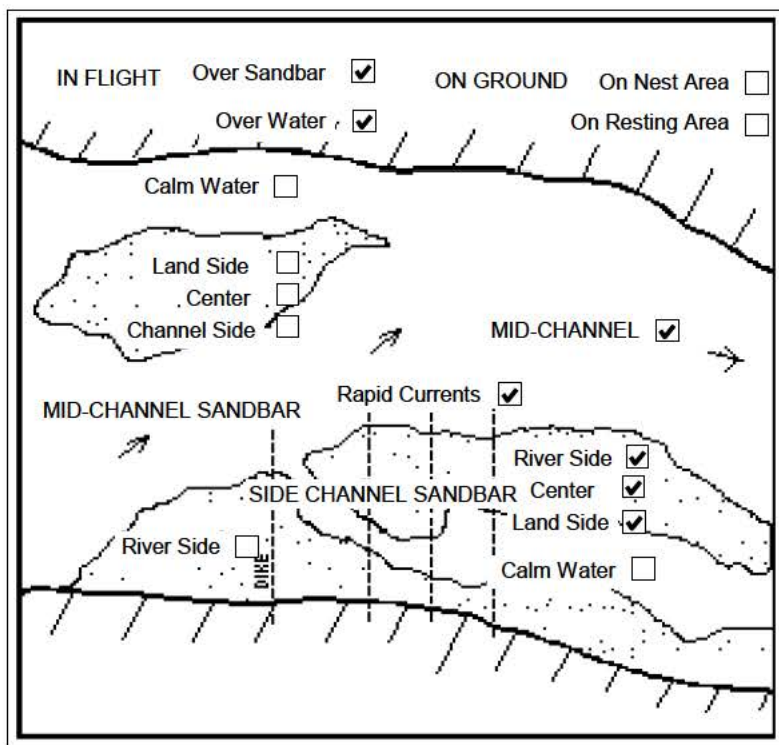 IN FLIGHT Over Sandbar ON GROUND On Nest Area
Over Water On Resting Area
Calm Water
Land Side
Center
Channel Side
MID-CHANNEL
Rapid Currents
MID-CHANNEL SANDBAR
River Side
SIDE CHANNEL SANDBAR Center
Land Side
River Side
DIKE
Calm Water